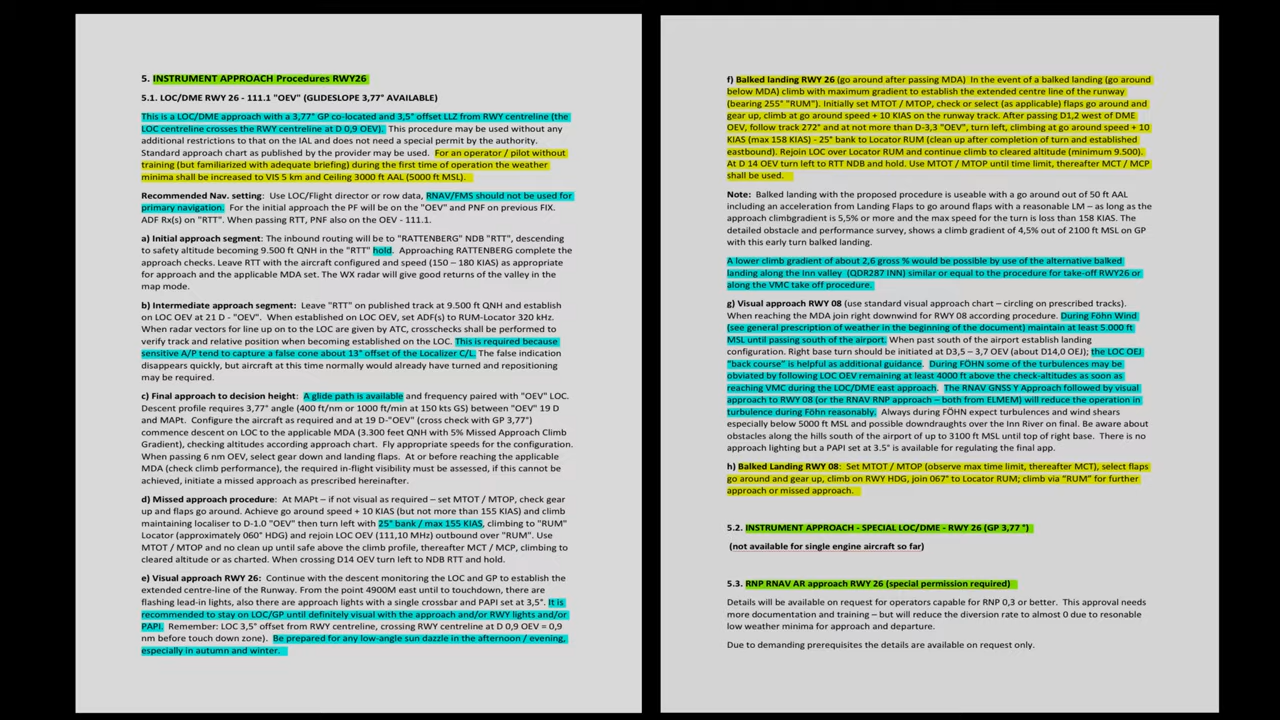 5. INSTRUMENT APPROACH Procedures RWY26
5.1. LOC/DME RWY 26 - 111.1 "OEV" (GLIDESLOPE 3,77° AVAILABLE)
This is a LOC/DME approach with a 3,77° GP co-located and 3,5° offset LLZ from RWY centreline (the
LOC centreline crosses the RWY centreline at D 0,9 OEV). This procedure may be used without any
additional restrictions to that on the IAL and does not need a special permit by the authority.
Standard approach chart as published by the provider may be used. For an operator / pilot without
training (but familiarized with adequate briefing) during the first time of operation the weather
minima shall be increased to VIS 5 km and Ceiling 3000 ft AAL (5000 ft MSL).
Recommended Nav. setting: Use LOC/Flight director or row data, RNAV/FMS should not be used for
primary navigation. For the initial approach the PF will be on the "OEV" and PNF on previous FIX.
ADF Rx(s) on "RTT". When passing RTT, PNF also on the OEV - 111.1.
a) Initial approach segment: The inbound routing will be to "RATTENBERG" NDB "RTT", descending
to safety altitude becoming 9.500 ft QNH in the "RTT" hold. Approaching RATTENBERG complete the
approach checks. Leave RTT with the aircraft configured and speed (150 – 180 KIAS) as appropriate
for approach and the applicable MDA set. The WX radar will give good returns of the valley in the
map mode.
b) Intermediate approach segment: Leave "RTT" on published track at 9.500 ft QNH and establish
on LOC OEV at 21 D - "OEV". When established on LOC OEV, set ADF(s) to RUM-Locator 320 kHz.
When radar vectors for line up on to the LOC are given by ATC, crosschecks shall be performed to
verify track and relative position when becoming established on the LOC. This is required because
sensitive A/P tend to capture a false cone about 13° offset of the Localizer C/L. The false indication
disappears quickly, but aircraft at this time normally would already have turned and repositioning
may be required.
c) Final approach to decision height: A glide path is available and frequency paired with "OEV" LOC.
Descent profile requires 3,77° angle (400 ft/nm or 1000 ft/min at 150 kts GS) between "OEV" 19 D
and MAPt. Configure the aircraft as required and at 19 D-"OEV" (cross check with GP 3,77°)
commence descent on LOC to the applicable MDA (3.300 feet QNH with 5% Missed Approach Climb
Gradient), checking altitudes according approach chart. Fly appropriate speeds for the configuration.
When passing 6 nm OEV, select gear down and landing flaps. At or before reaching the applicable
MDA (check climb performance), the required in-flight visibility must be assessed, if this cannot be
achieved, initiate a missed approach as prescribed hereinafter.
d) Missed approach procedure: At MAPt – if not visual as required – set MTOT / MTOP, check gear
up and flaps go around. Achieve go around speed + 10 KIAS (but not more than 155 KIAS) and climb
maintaining localiser to D-1.0 "OEV" then turn left with 25° bank / max 155 KIAS, climbing to "RUM"
Locator (approximately 060° HDG) and rejoin LOC OEV (111,10 MHz) outbound over "RUM". Use
MTOT / MTOP and no clean up until safe above the climb profile, thereafter MCT / MCP, climbing to
cleared altitude or as charted. When crossing D14 OEV turn left to NDB RTT and hold.
e) Visual approach RWY 26: Continue with the descent monitoring the LOC and GP to establish the
extended centre-line of the Runway. From the point 4900M east until to touchdown, there are
flashing lead-in lights, also there are approach lights with a single crossbar and PAPI set at 3,5°. It is
recommended to stay on LOC/GP until definitely visual with the approach and/or RWY lights and/or
PAPI. Remember: LOC 3,5° offset from RWY centreline, crossing RWY centreline at D 0,9 OEV = 0,9
nm before touch down zone). Be prepared for any low-angle sun dazzle in the afternoon / evening,
especially in autumn and winter.
f) Balked landing RWY 26 (go around after passing MDA) In the event of a balked landing (go around
below MDA) climb with maximum gradient to establish the extended centre line of the runway
(bearing 255° "RUM"). Initially set MTOT / MTOP, check or select (as applicable) flaps go around and
gear up, climb at go around speed + 10 KIAS on the runway track. After passing D1,2 west of DME
OEV, follow track 272° and at not more than D-3,3 "OEV", turn left, climbing at go around speed + 10
KIAS (max 158 KIAS) - 25° bank to Locator RUM (clean up after completion of turn and established
eastbound). Rejoin LOC over Locator RUM and continue climb to cleared altitude (minimum 9.500).
At D 14 OEV turn left to RTT NDB and hold. Use MTOT / MTOP until time limit, thereafter MCT / MCP
shall be used.
Note: Balked landing with the proposed procedure is useable with a go around out of 50 ft AAL
including an acceleration from Landing Flaps to go around flaps with a reasonable LM – as long as the
approach climbgradient is 5,5% or more and the max speed for the turn is less than 158 KIAS. The
detailed obstacle and performance survey, shows a climb gradient of 4,5% out of 2100 ft MSL on GP
with this early turn balked landing.
A lower climb gradient of about 2,6 gross % would be possible by use of the alternative balked
landing along the Inn valley (QDR287 INN) similar or equal to the procedure for take-off RWY26 or
along the VMC take off procedure.
g) Visual approach RWY 08 (use standard visual approach chart – circling on prescribed tracks).
When reaching the MDA join right downwind for RWY 08 according procedure. During Föhn Wind
(see general prescription of weather in the beginning of the document) maintain at least 5.000 ft
MSL until passing south of the airport. When past south of the airport establish landing
configuration. Right base turn should be initiated at D3,5 – 3,7 OEV (about D14,0 OEJ); the LOC OEJ
"back course" is helpful as additional guidance. During FÖHN some of the turbulences may be
obviated by following LOC OEV remaining at least 4000 ft above the check-altitudes as soon as
reaching VMC during the LOC/DME east approach. The RNAV GNSS Y Approach followed by visual
approach to RWY 08 (or the RNAV RNP approach – both from ELMEM) will reduce the operation in
turbulence during Föhn reasonably. Always during FÖHN expect turbulences and wind shears
especially below 5000 ft MSL and possible downdraughts over the Inn River on final. Be aware about
obstacles along the hills south of the airport of up to 3100 ft MSL until top of right base. There is no
approach lighting but a PAPI set at 3.5° is available for regulating the final app.
h) Balked Landing RWY 08: Set MTOT / MTOP (observe max time limit, thereafter MCT), select flaps
go around and gear up, climb on RWY HDG, join 067° to Locator RUM; climb via "RUM" for further
approach or missed approach.
5.2. INSTRUMENT APPROACH - SPECIAL LOC/DME - RWY 26 (GP 3,77 °)
(not available for single engine aircraft so far)
5.3. RNP RNAV AR approach RWY 26 (special permission required)
Details will be available on request for operators capable for RNP 0,3 or better. This approval needs
more documentation and training – but will reduce the diversion rate to almost 0 due to resonable
low weather minima for approach and departure.
Due to demanding prerequisites the details are available on request only.